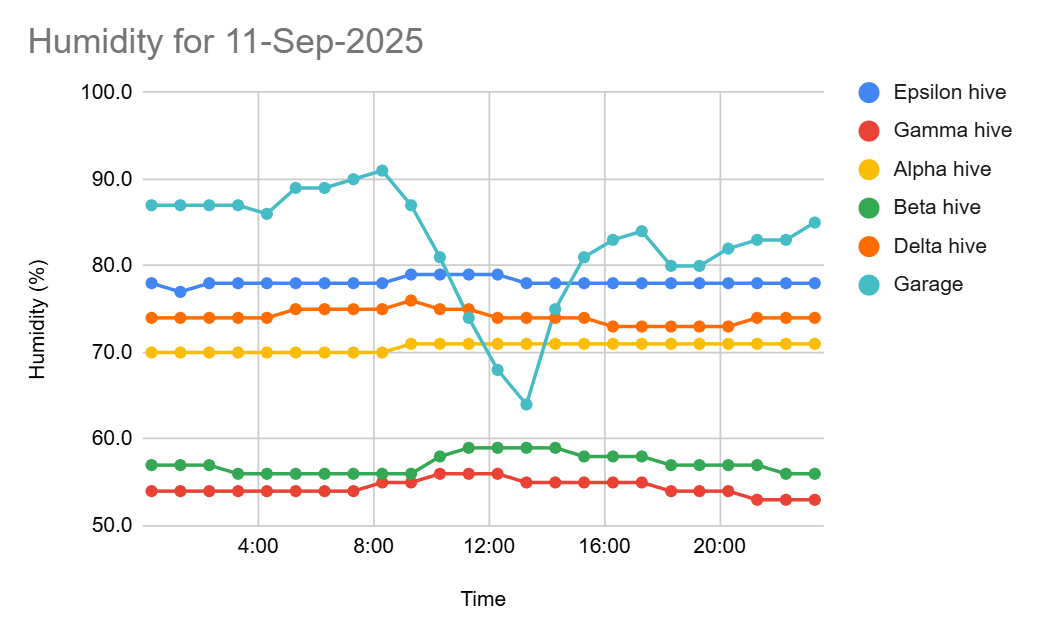 Humidity for 11-Sep-2025
100.0
90.0
80.0
70.0
60.0
50.0
Humidity (%)
4:00 8:00 12:00 16:00 20:00
Time
Epsilon hive
Gamma hive
Alpha hive
Beta hive
Delta hive
Garage